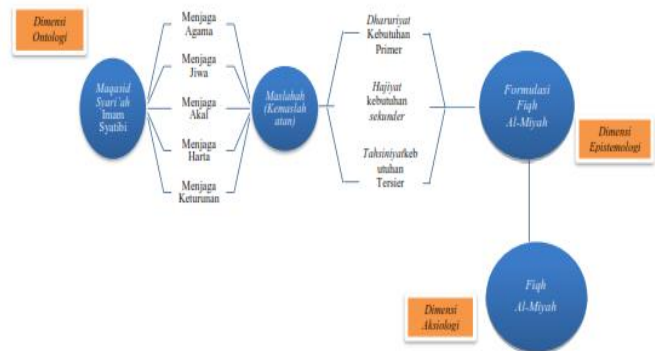 Dimensi
Ontologi
Maqasid
Syari'ah
Imam
Syatibi
Menjaga
Agama
Menjaga
Jiwa
Menjaga
Akal
Menjaga
Harta
Menjaga
Keturunan
Maslahah
(Kemaslah
atan)
Dharuriyat
Kebutuhan
Primer
Hajiyat
kebutuhan
sekunder
Tahsiniyatkeb
utuhan
Tersier
Formulasi
Fiqh
Al-Miyah
Dimensi
Epistemologi
Fiqh
Al-Miyah
Dimensi
Aksiologi